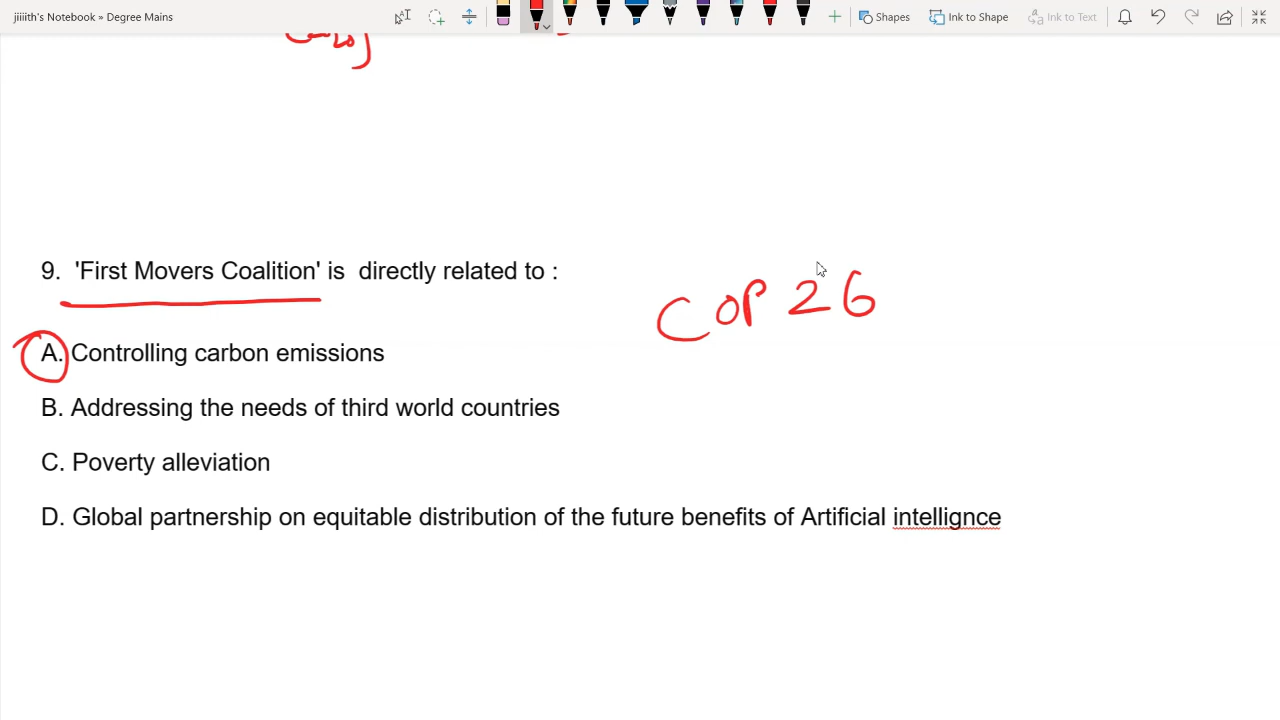 jiiiith's Notebook » Degree Mains
Shapes
Ink to Shape
Ink to Text
9. 'First Movers Coalition' is directly related to :
COP 26
A. Controlling carbon emissions
B. Addressing the needs of third world countries
C. Poverty alleviation
D. Global partnership on equitable distribution of the future benefits of Artificial intellignce